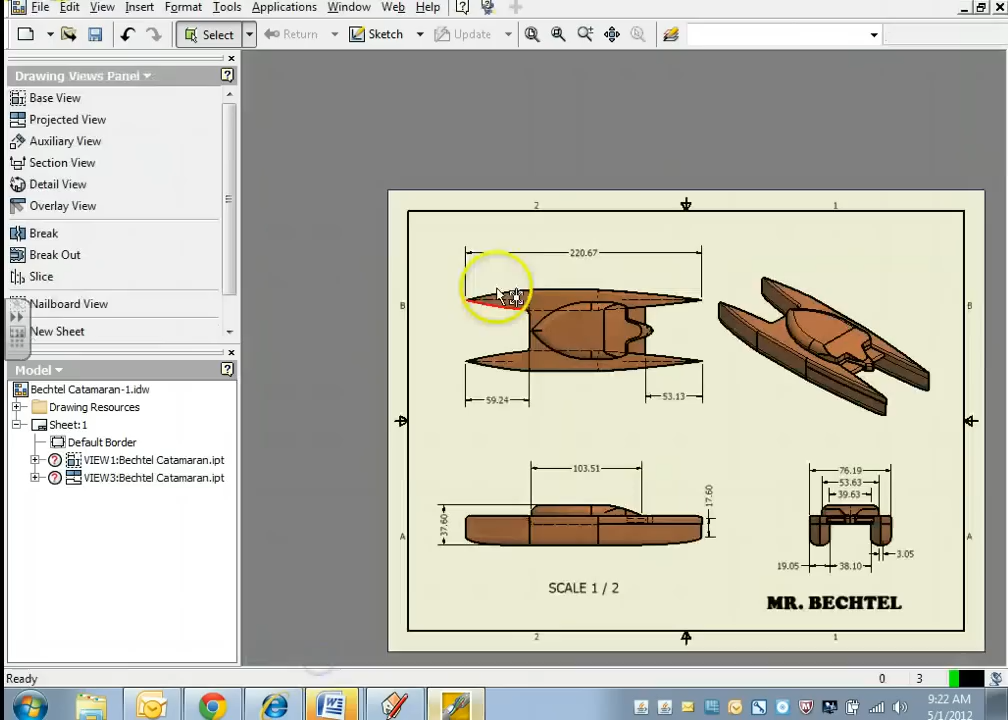 File Edit View Insert Format Tools Applications Window Web Help
Select Return Sketch Update
Drawing Views Panel
Base View
Projected View
Auxiliary View
Section View
Detail View
Overlay View
Break
Break Out
Slice
Nailboard View
New Sheet
Model
Bechtel Catamaran-1.idw
Drawing Resources
Sheet:1
Default Border
VIEW1:Bechtel Catamaran.ipt
VIEW3:Bechtel Catamaran.ipt
2 1
220.67
B B
59.24 53.13
103.51
76.19
53.63
39.63
17.60
37.60
A A
3.05
19.05 38.10
SCALE 1 / 2
MR. BECHTEL
2 1
Ready 0 3
9:22 AM
5/1/2012